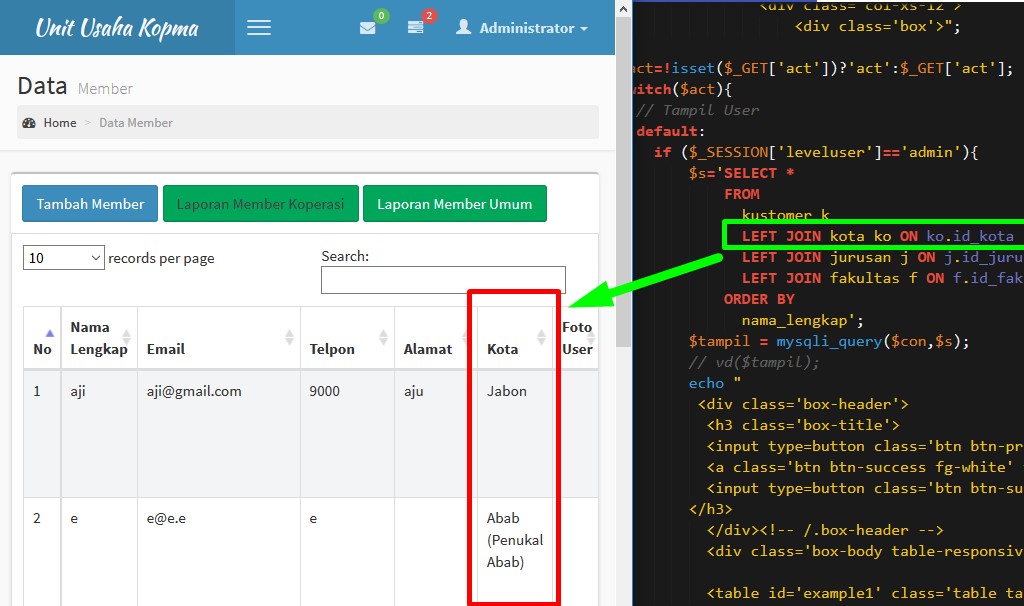 Unit Usaha Kopma
0
2
Administrator
Data Member
Home > Data Member
Tambah Member
Laporan Member Koperasi
Laporan Member Umum
10 records per page
Search:
No
Nama Lengkap
Email
Telpon
Alamat
Kota
Foto User
1 aji aji@gmail.com 9000 aju Jabon
2 e e@e.e e Abab
(Penukal
Abab)
<div class='col-xs-12'>
<div class='box'>";
act=!isset($_GET['act'])?'act':$_GET['act'];
itch($act){
// Tampil User
default:
if ($_SESSION['leveluser']=='admin'){
$s='SELECT *
FROM
kustomer k
LEFT JOIN kota ko ON ko.id_kota
LEFT JOIN jurusan j ON j.id_juru
LEFT JOIN fakultas f ON f.id_fak
ORDER BY
nama_lengkap';
$tampil = mysqli_query($con,$s);
// vd($tampil);
echo "
<div class='box-header'>
<h3 class='box-title'>
<input type=button class='btn btn-pr
<a class='btn btn-success fg-white'
<input type=button class='btn btn-su
</h3>
</div><!-- /.box-header -->
<div class='box-body table-responsiv
<table id='example1' class='table ta